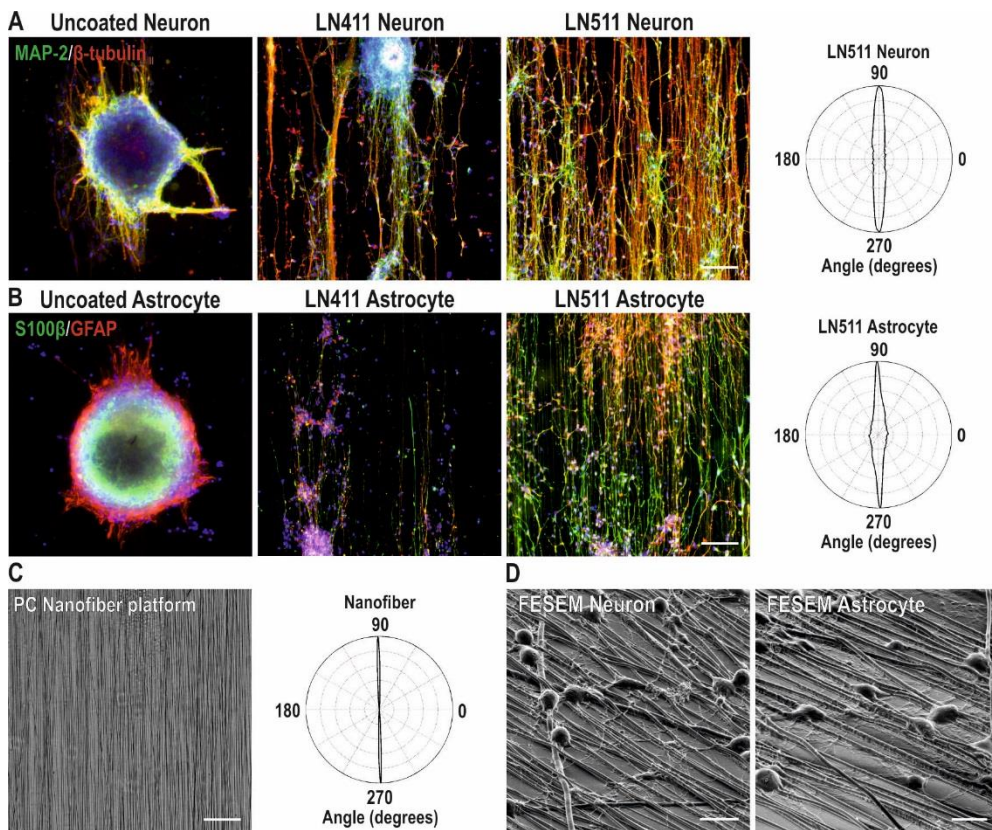 A
Uncoated Neuron
LN411 Neuron
LN511 Neuron
MAP-2/β-tubulin III
LN511 Neuron
90
180
0
270
Angle (degrees)
B
Uncoated Astrocyte
LN411 Astrocyte
LN511 Astrocyte
S100β/GFAP
LN511 Astrocyte
90
180
0
270
Angle (degrees)
C
PC Nanofiber platform
Nanofiber
90
180
0
270
Angle (degrees)
D
FESEM Neuron
FESEM Astrocyte